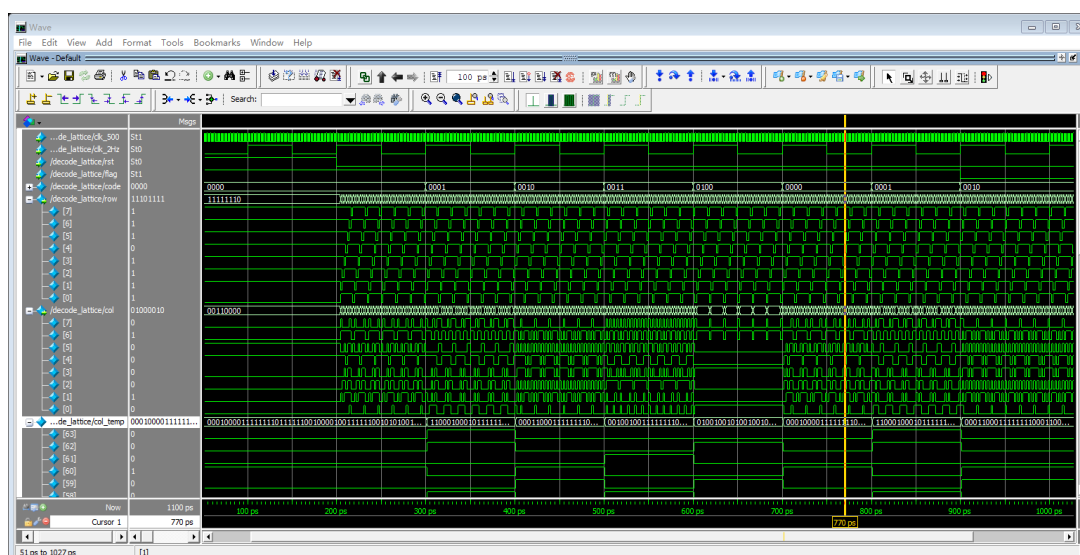 Wave
File Edit View Add Format Tools Bookmarks Window Help
Wave - Default
100 ps
Search:
Msgs
...de_lattice/clk_500 St1
...de_lattice/clk_2Hz St0
/decode_lattice/rst St0
/decode_lattice/flag St1
/decode_lattice/code 0000 0000 0001 0010 0011 0100 0000 0001 0010
/decode_lattice/row 11101111 11111110
[7] 1
[6] 1
[5] 1
[4] 0
[3] 1
[2] 1
[1] 1
[0] 1
/decode_lattice/col 01000010 00110000
[7] 0
[6] 1
[5] 0
[4] 0
[3] 0
[2] 0
[1] 1
[0] 0
...de_lattice/col_temp 00010000111111...
[63] 0
[62] 0
[61] 0
[60] 1
[59] 0
[58] 0
Now 1100 ps 100 ps 200 ps 300 ps 400 ps 500 ps 600 ps 700 ps 800 ps 900 ps 1000 ps
Cursor 1 770 ps 770 ps
51 ps to 1027 ps [1]